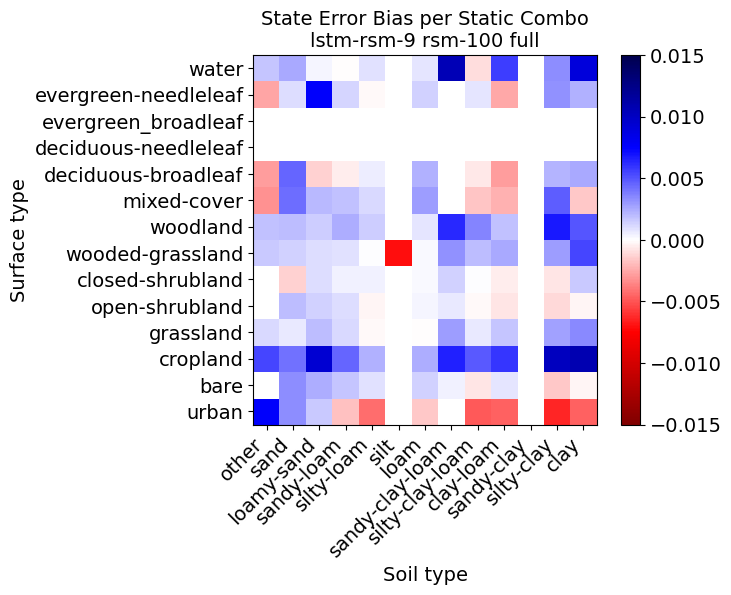 State Error Bias per Static Combo
lstm-rsm-9 rsm-100 full
Surface type
water
evergreen-needleleaf
evergreen_broadleaf
deciduous-needleleaf
deciduous-broadleaf
mixed-cover
woodland
wooded-grassland
closed-shrubland
open-shrubland
grassland
cropland
bare
urban
other
sand
loamy-sand
sandy-loam
silty-loam
silt
loam
sandy-clay-loam
silty-clay-loam
clay-loam
sandy-clay
silty-clay
clay
Soil type
0.015
0.010
0.005
0.000
−0.005
−0.010
−0.015